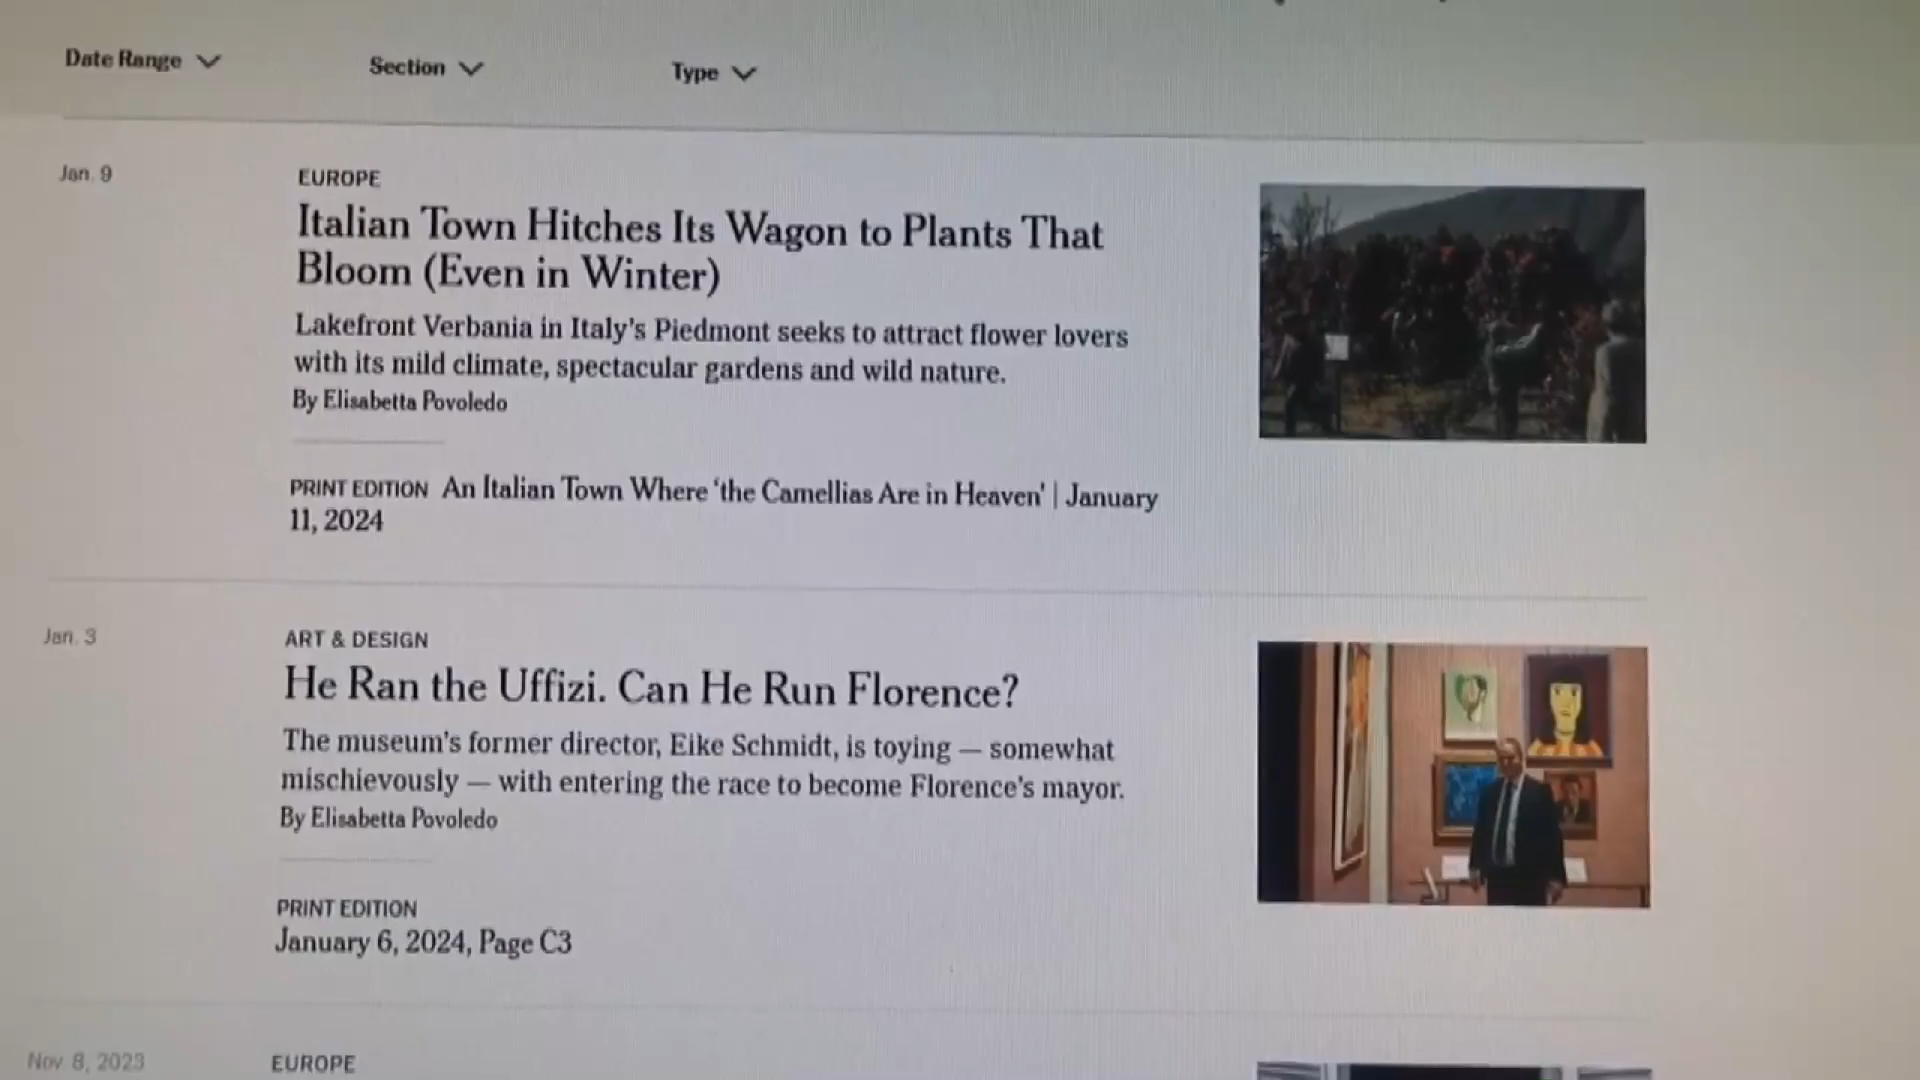 Date Range
Section
Type
Jan. 9
EUROPE
Italian Town Hitches Its Wagon to Plants That
Bloom (Even in Winter)
Lakefront Verbania in Italy's Piedmont seeks to attract flower lovers
with its mild climate, spectacular gardens and wild nature.
By Elisabetta Povoledo
PRINT EDITION An Italian Town Where 'the Camellias Are in Heaven' | January
11, 2024
Jan. 3
ART & DESIGN
He Ran the Uffizi. Can He Run Florence?
The museum's former director, Eike Schmidt, is toying — somewhat
mischievously — with entering the race to become Florence's mayor.
By Elisabetta Povoledo
PRINT EDITION
January 6, 2024, Page C3
Nov. 8, 2023
EUROPE